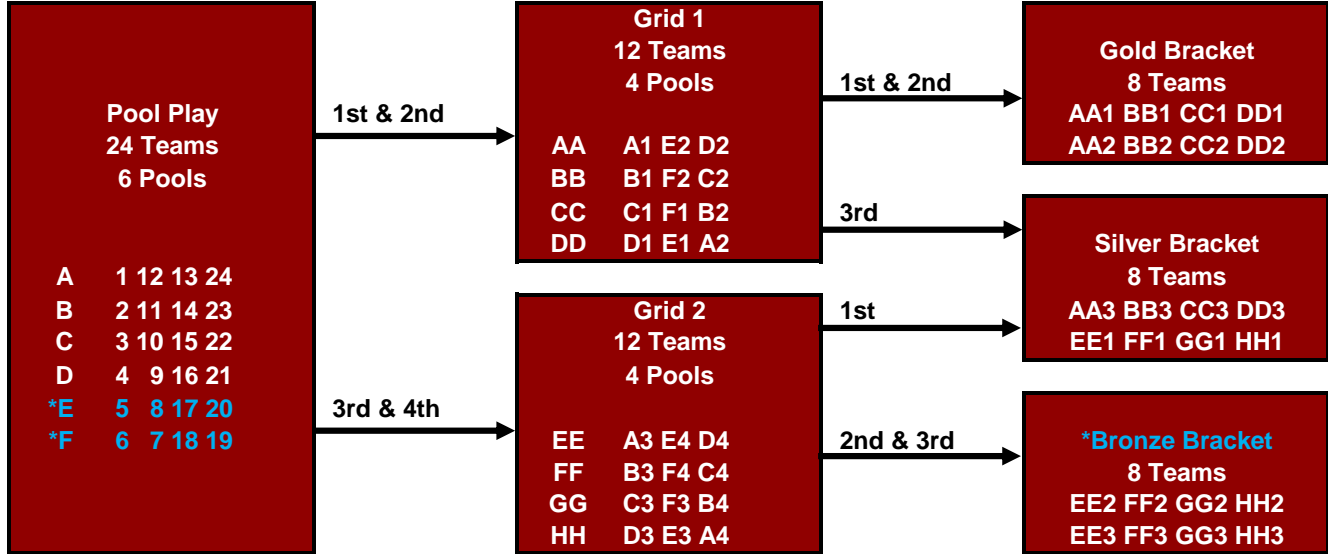 Pool Play
24 Teams
6 Pools
A 1 12 13 24
B 2 11 14 23
C 3 10 15 22
D 4 9 16 21
*E 5 8 17 20
*F 6 7 18 19
1st & 2nd
3rd & 4th
Grid 1
12 Teams
4 Pools
AA A1 E2 D2
BB B1 F2 C2
CC C1 F1 B2
DD D1 E1 A2
Grid 2
12 Teams
4 Pools
EE A3 E4 D4
FF B3 F4 C4
GG C3 F3 B4
HH D3 E3 A4
1st & 2nd
3rd
1st
2nd & 3rd
Gold Bracket
8 Teams
AA1 BB1 CC1 DD1
AA2 BB2 CC2 DD2
Silver Bracket
8 Teams
AA3 BB3 CC3 DD3
EE1 FF1 GG1 HH1
*Bronze Bracket
8 Teams
EE2 FF2 GG2 HH2
EE3 FF3 GG3 HH3